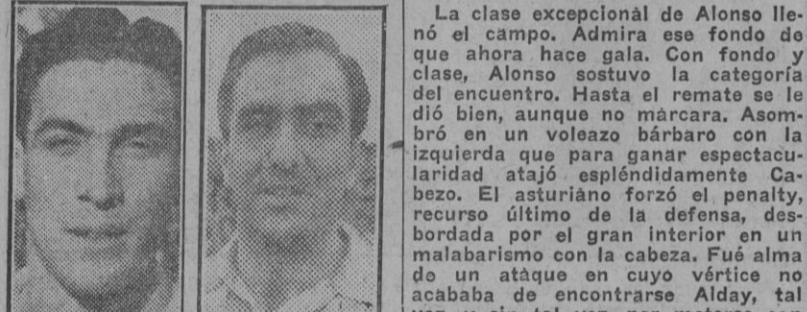 La clase excepcional de Alonso lle-
nó el campo. Admira ese fondo de
que ahora hace gala. Con fondo y
clase, Alonso sostuvo la categoría
del encuentro. Hasta el remate se le
dió bien, aunque no marcara. Asom-
bró en un voleazo bárbaro con la
izquierda que para ganar espectacu-
laridad atajó espléndidamente Ca-
bezo. El asturiano forzó el penalty,
recurso último de la defensa, des-
bordada por el gran interior en un
malabarismo con la cabeza. Fué alma
de un atàque en cuyo vértice no
acababa de encontrarse Alday, tal